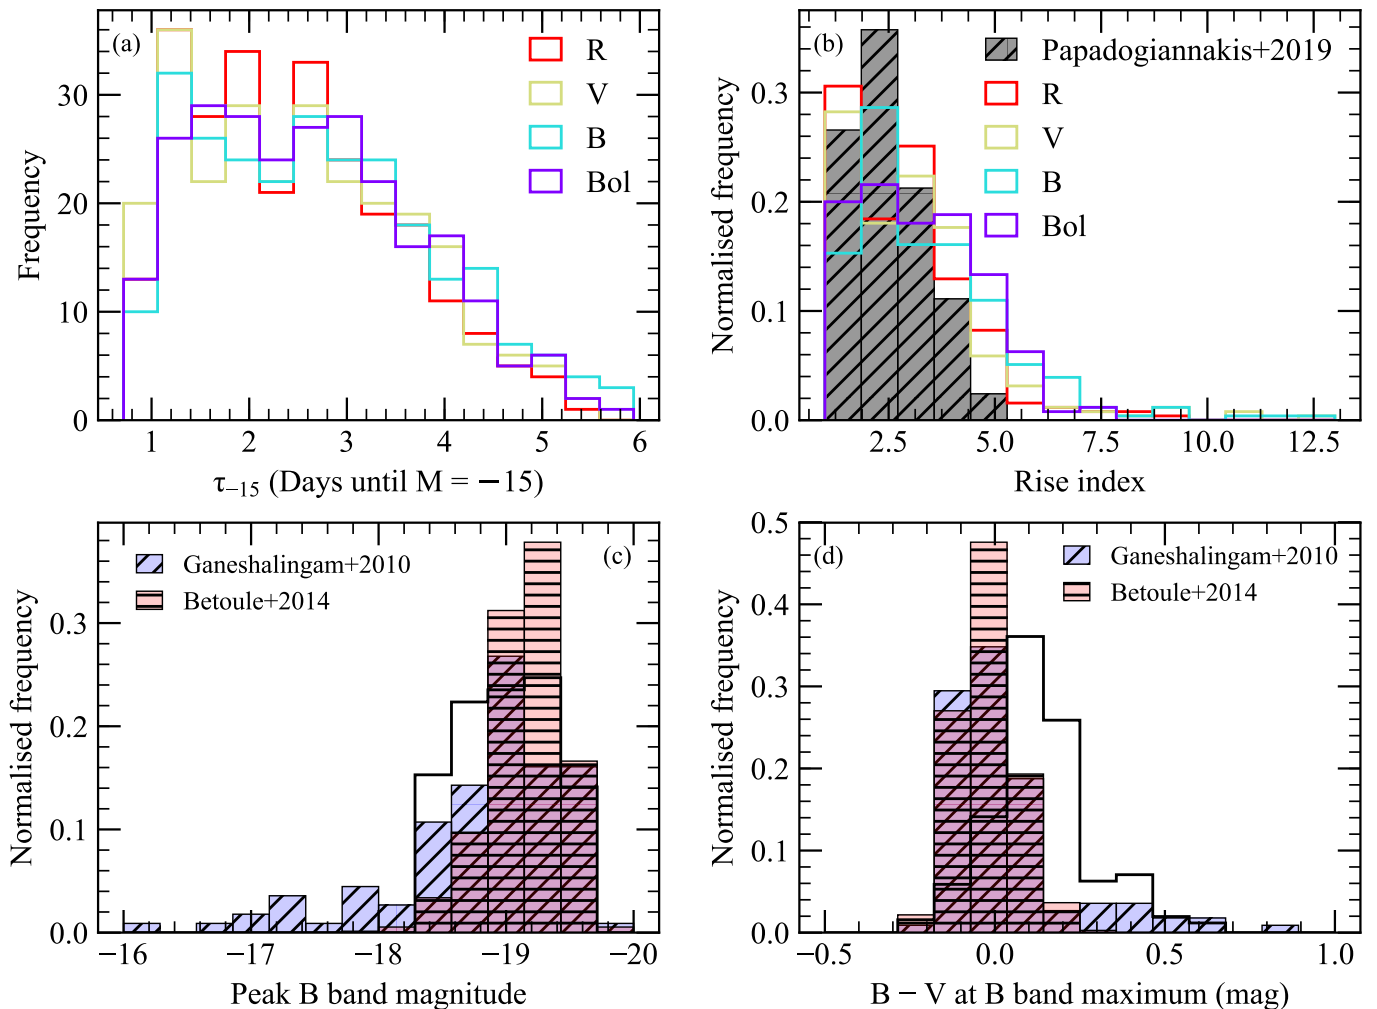 (a)
R
V
B
Bol
30
20
10
0
Frequency
1 2 3 4 5 6
τ−15 (Days until M = −15)
(b)
Papadogiannakis+2019
R
V
B
Bol
0.3
0.2
0.1
0.0
Normalised frequency
2.5 5.0 7.5 10.0 12.5
Rise index
(c)
Ganeshalingam+2010
Betoule+2014
0.3
0.2
0.1
0.0
Normalised frequency
−16 −17 −18 −19 −20
Peak B band magnitude
(d)
Ganeshalingam+2010
Betoule+2014
0.5
0.4
0.3
0.2
0.1
0.0
Normalised frequency
−0.5 0.0 0.5 1.0
B − V at B band maximum (mag)